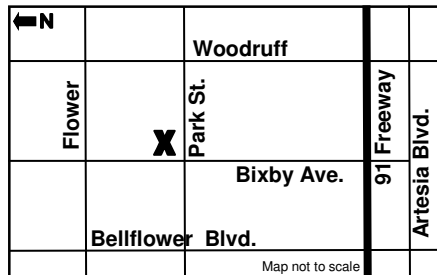 N
Woodruff
Flower
X
Park St.
91 Freeway
Artesia Blvd.
Bixby Ave.
Bellflower Blvd.
Map not to scale